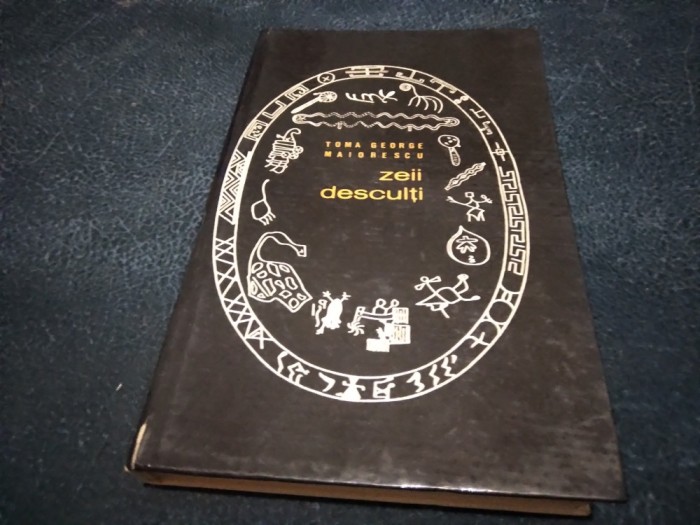 TOMA GEORGE
MAIORESCU
zeii
desculți